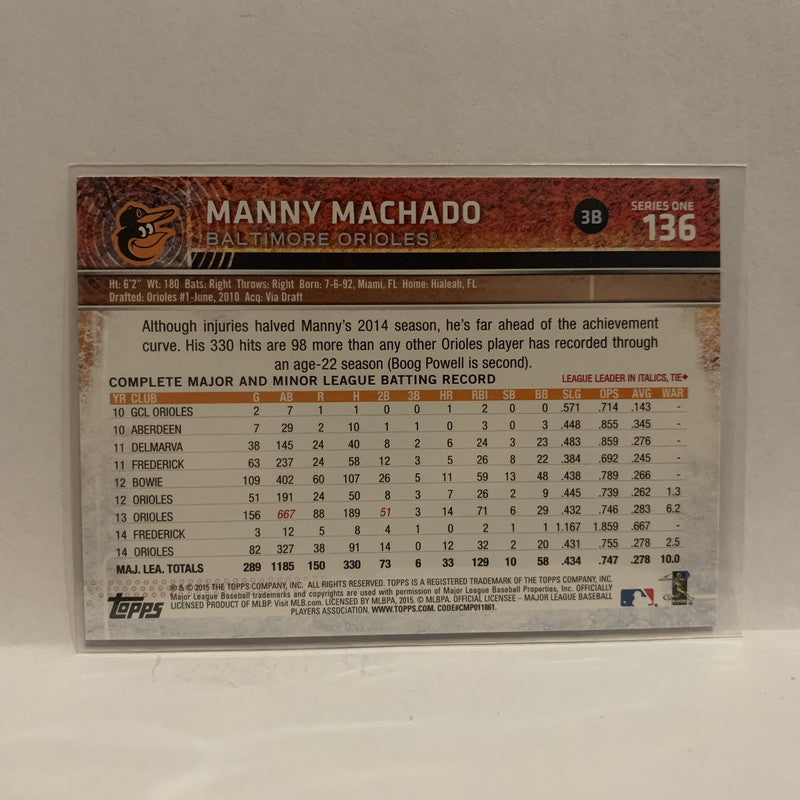 MANNY MACHADO
BALTIMORE ORIOLES®
3B
SERIES ONE
136
Ht: 6'2" Wt: 180 Bats: Right Throws: Right Born: 7-6-92, Miami, FL Home: Hialeah, FL
Drafted: Orioles #1-June, 2010 Acq: Via Draft
Although injuries halved Manny's 2014 season, he's far ahead of the achievement
curve. His 330 hits are 98 more than any other Orioles player has recorded through
an age-22 season (Boog Powell is second).
COMPLETE MAJOR AND MINOR LEAGUE BATTING RECORD LEAGUE LEADER IN ITALICS, TIE♦
YR CLUB G AB R H 2B 3B HR RBI SB BB SLG OPS AVG WAR
10 GCL ORIOLES 2 7 1 1 0 0 1 2 0 0 .571 .714 .143 -
10 ABERDEEN 7 29 2 10 1 1 0 3 0 3 .448 .855 .345 -
11 DELMARVA 38 145 24 40 8 2 6 24 3 23 .483 .859 .276 -
11 FREDERICK 63 237 24 58 12 3 5 26 8 22 .384 .692 .245 -
12 BOWIE 109 402 60 107 26 5 11 59 13 48 .438 .789 .266 -
12 ORIOLES 51 191 24 50 8 3 7 26 2 9 .445 .739 .262 1.3
13 ORIOLES 156 667 88 189 51 3 14 71 6 29 .432 .746 .283 6.2
14 FREDERICK 3 12 5 8 4 1 0 2 1 1 1.167 1.859 .667 -
14 ORIOLES 82 327 38 91 14 0 12 32 2 20 .431 .755 .278 2.5
MAJ. LEA. TOTALS 289 1185 150 330 73 6 33 129 10 58 .434 .747 .278 10.0
topps
® & © 2015 THE TOPPS COMPANY, INC. ALL RIGHTS RESERVED. TOPPS IS A REGISTERED TRADEMARK OF THE TOPPS COMPANY, INC.
Major League Baseball trademarks and copyrights are used with permission of Major League Baseball Properties, Inc. OFFICIALLY
LICENSED PRODUCT OF MLBP. Visit MLB.com. LICENSED BY MLBPA, 2015. © MLBPA. OFFICIAL LICENSEE – MAJOR LEAGUE BASEBALL
PLAYERS ASSOCIATION. WWW.TOPPS.COM. CODE#CMP011861.